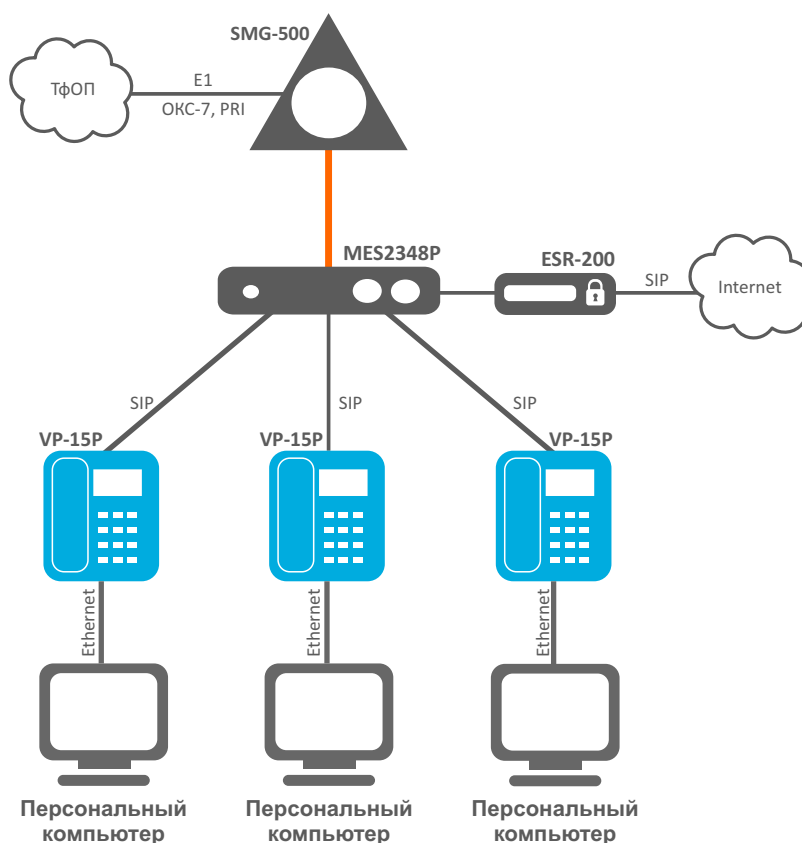 SMG-500
ТфОП
E1
ОКС-7, PRI
MES2348P
ESR-200
SIP
Internet
SIP
SIP
SIP
VP-15P
VP-15P
VP-15P
Ethernet
Ethernet
Ethernet
Персональный
компьютер
Персональный
компьютер
Персональный
компьютер